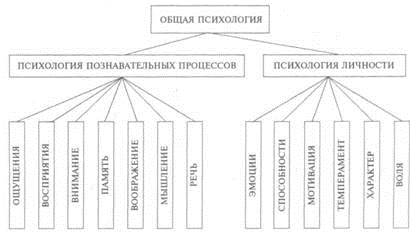 ОБЩАЯ ПСИХОЛОГИЯ
ПСИХОЛОГИЯ ПОЗНАВАТЕЛЬНЫХ ПРОЦЕССОВ
ПСИХОЛОГИЯ ЛИЧНОСТИ
ОЩУЩЕНИЯ
ВОСПРИЯТИЯ
ВНИМАНИЕ
ПАМЯТЬ
ВООБРАЖЕНИЕ
МЫШЛЕНИЕ
РЕЧЬ
ЭМОЦИИ
СПОСОБНОСТИ
МОТИВАЦИЯ
ТЕМПЕРАМЕНТ
ХАРАКТЕР
ВОЛЯ